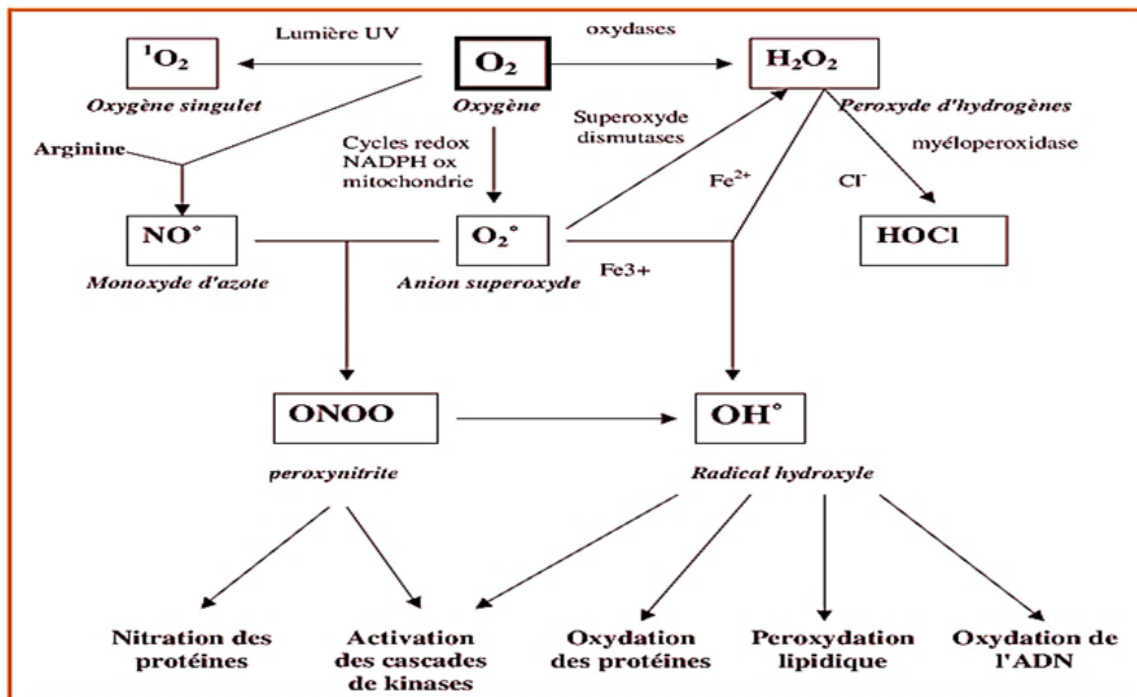 Lumière UV
oxydases
¹O₂
O₂
H₂O₂
Oxygène singulet
Oxygène
Peroxyde d'hydrogènes
Arginine
Cycles redox
NADPH ox
mitochondrie
Superoxyde
dismutases
myéloperoxidase
Fe²⁺
Cl⁻
NO°
O₂°
HOCl
Monoxyde d'azote
Anion superoxyde
Fe3+
ONOO
OH°
peroxynitrite
Radical hydroxyle
Nitration des
protéines
Activation
des cascades
de kinases
Oxydation
des protéines
Peroxydation
lipidique
Oxydation de
l'ADN